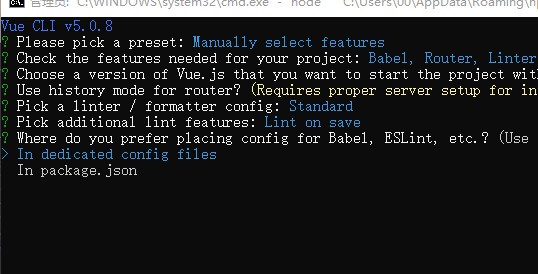 管理员: C:\WINDOWS\system32\cmd.exe - node "C:\Users\00\AppData\Roaming\n
Vue CLI v5.0.8
? Please pick a preset: Manually select features
? Check the features needed for your project: Babel, Router, Linter
? Choose a version of Vue.js that you want to start the project wit
? Use history mode for router? (Requires proper server setup for in
? Pick a linter / formatter config: Standard
? Pick additional lint features: Lint on save
? Where do you prefer placing config for Babel, ESLint, etc.? (Use
> In dedicated config files
In package.json